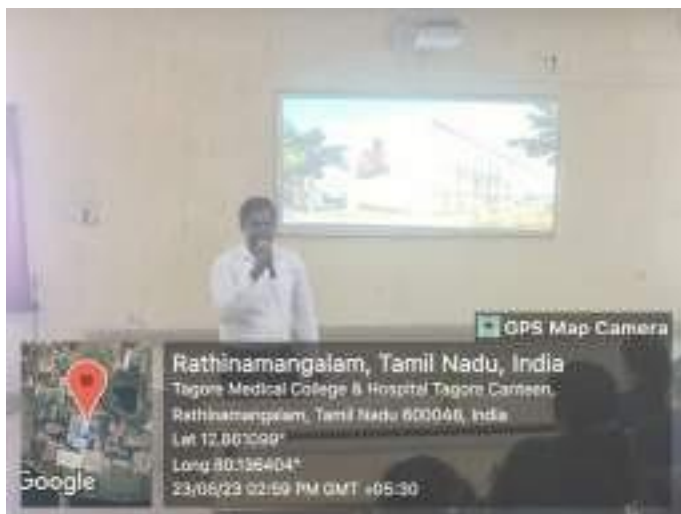 GPS Map Camera
Rathinamangalam, Tamil Nadu, India
Tagore Medical College & Hospital Tagore Canteen,
Rathinamangalam, Tamil Nadu 600048, India
Lat 12.861099°
Long 80.136404°
23/06/23 02:59 PM GMT +05:30
Google